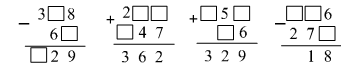 − 3□8 + 2□□ + □5□ − □□6
6□ □47 □6 27□
□29 362 329 18